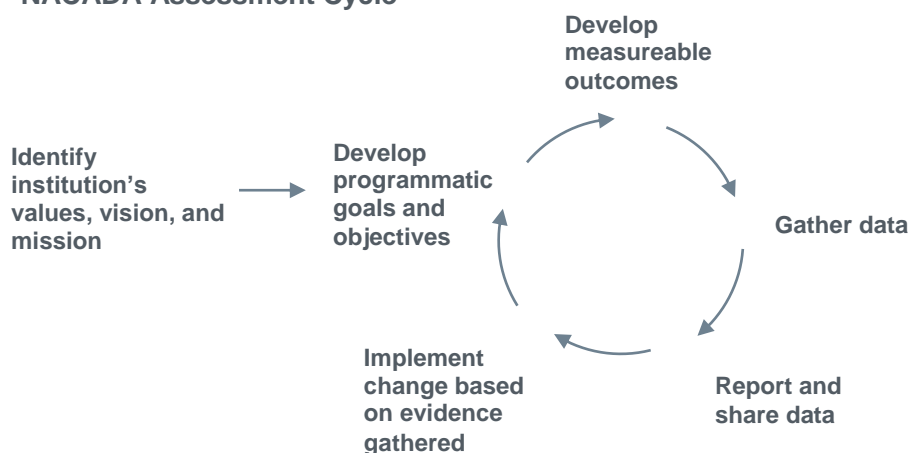 NACADA Assessment Cycle
Develop
measureable
outcomes
Identify
institution's
values, vision, and
mission
Develop
programmatic
goals and
objectives
Gather data
Implement
change based
on evidence
gathered
Report and
share data